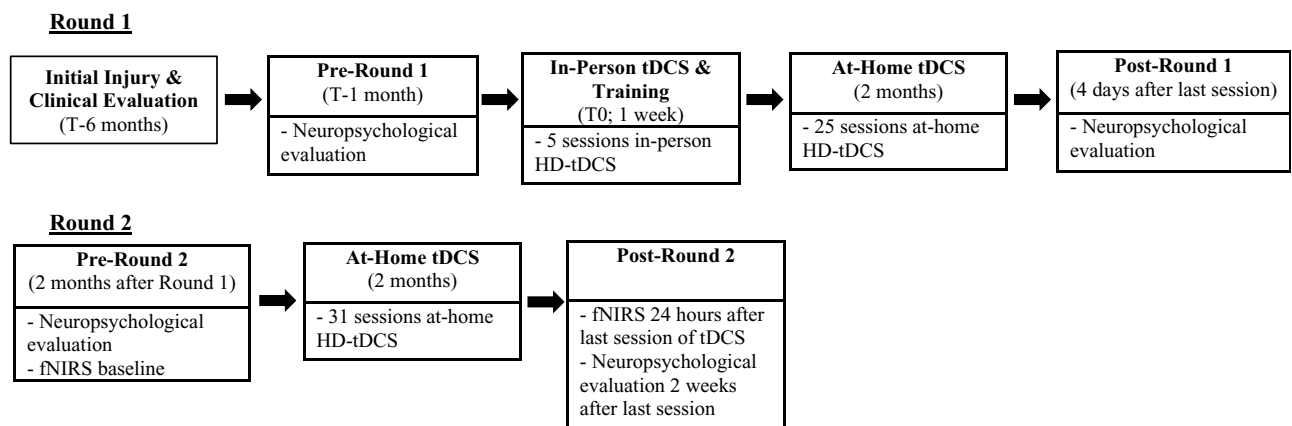 Round 1
Initial Injury &
Clinical Evaluation
(T-6 months)
Pre-Round 1
(T-1 month)
- Neuropsychological
evaluation
In-Person tDCS &
Training
(T0; 1 week)
- 5 sessions in-person
HD-tDCS
At-Home tDCS
(2 months)
- 25 sessions at-home
HD-tDCS
Post-Round 1
(4 days after last session)
- Neuropsychological
evaluation
Round 2
Pre-Round 2
(2 months after Round 1)
- Neuropsychological
evaluation
- fNIRS baseline
At-Home tDCS
(2 months)
- 31 sessions at-home
HD-tDCS
Post-Round 2
- fNIRS 24 hours after
last session of tDCS
- Neuropsychological
evaluation 2 weeks
after last session